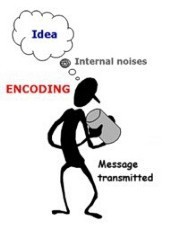 Idea
Internal noises
ENCODING
Message
transmitted